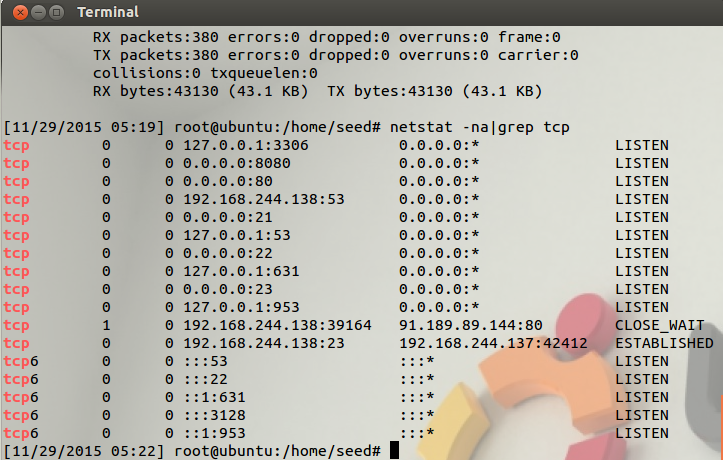 Terminal
RX packets:380 errors:0 dropped:0 overruns:0 frame:0
TX packets:380 errors:0 dropped:0 overruns:0 carrier:0
collisions:0 txqueuelen:0
RX bytes:43130 (43.1 KB)  TX bytes:43130 (43.1 KB)
[11/29/2015 05:19] root@ubuntu:/home/seed# netstat -na|grep tcp
tcp        0      0 127.0.0.1:3306          0.0.0.0:*               LISTEN
tcp        0      0 0.0.0.0:8080            0.0.0.0:*               LISTEN
tcp        0      0 0.0.0.0:80              0.0.0.0:*               LISTEN
tcp        0      0 192.168.244.138:53      0.0.0.0:*               LISTEN
tcp        0      0 0.0.0.0:21              0.0.0.0:*               LISTEN
tcp        0      0 127.0.0.1:53            0.0.0.0:*               LISTEN
tcp        0      0 0.0.0.0:22              0.0.0.0:*               LISTEN
tcp        0      0 127.0.0.1:631           0.0.0.0:*               LISTEN
tcp        0      0 0.0.0.0:23              0.0.0.0:*               LISTEN
tcp        0      0 127.0.0.1:953           0.0.0.0:*               LISTEN
tcp        1      0 192.168.244.138:39164   91.189.89.144:80        CLOSE_WAIT
tcp        0      0 192.168.244.138:23      192.168.244.137:42412   ESTABLISHED
tcp6       0      0 :::53                   :::*                    LISTEN
tcp6       0      0 :::22                   :::*                    LISTEN
tcp6       0      0 ::1:631                 :::*                    LISTEN
tcp6       0      0 :::3128                 :::*                    LISTEN
tcp6       0      0 ::1:953                 :::*                    LISTEN
[11/29/2015 05:22] root@ubuntu:/home/seed#